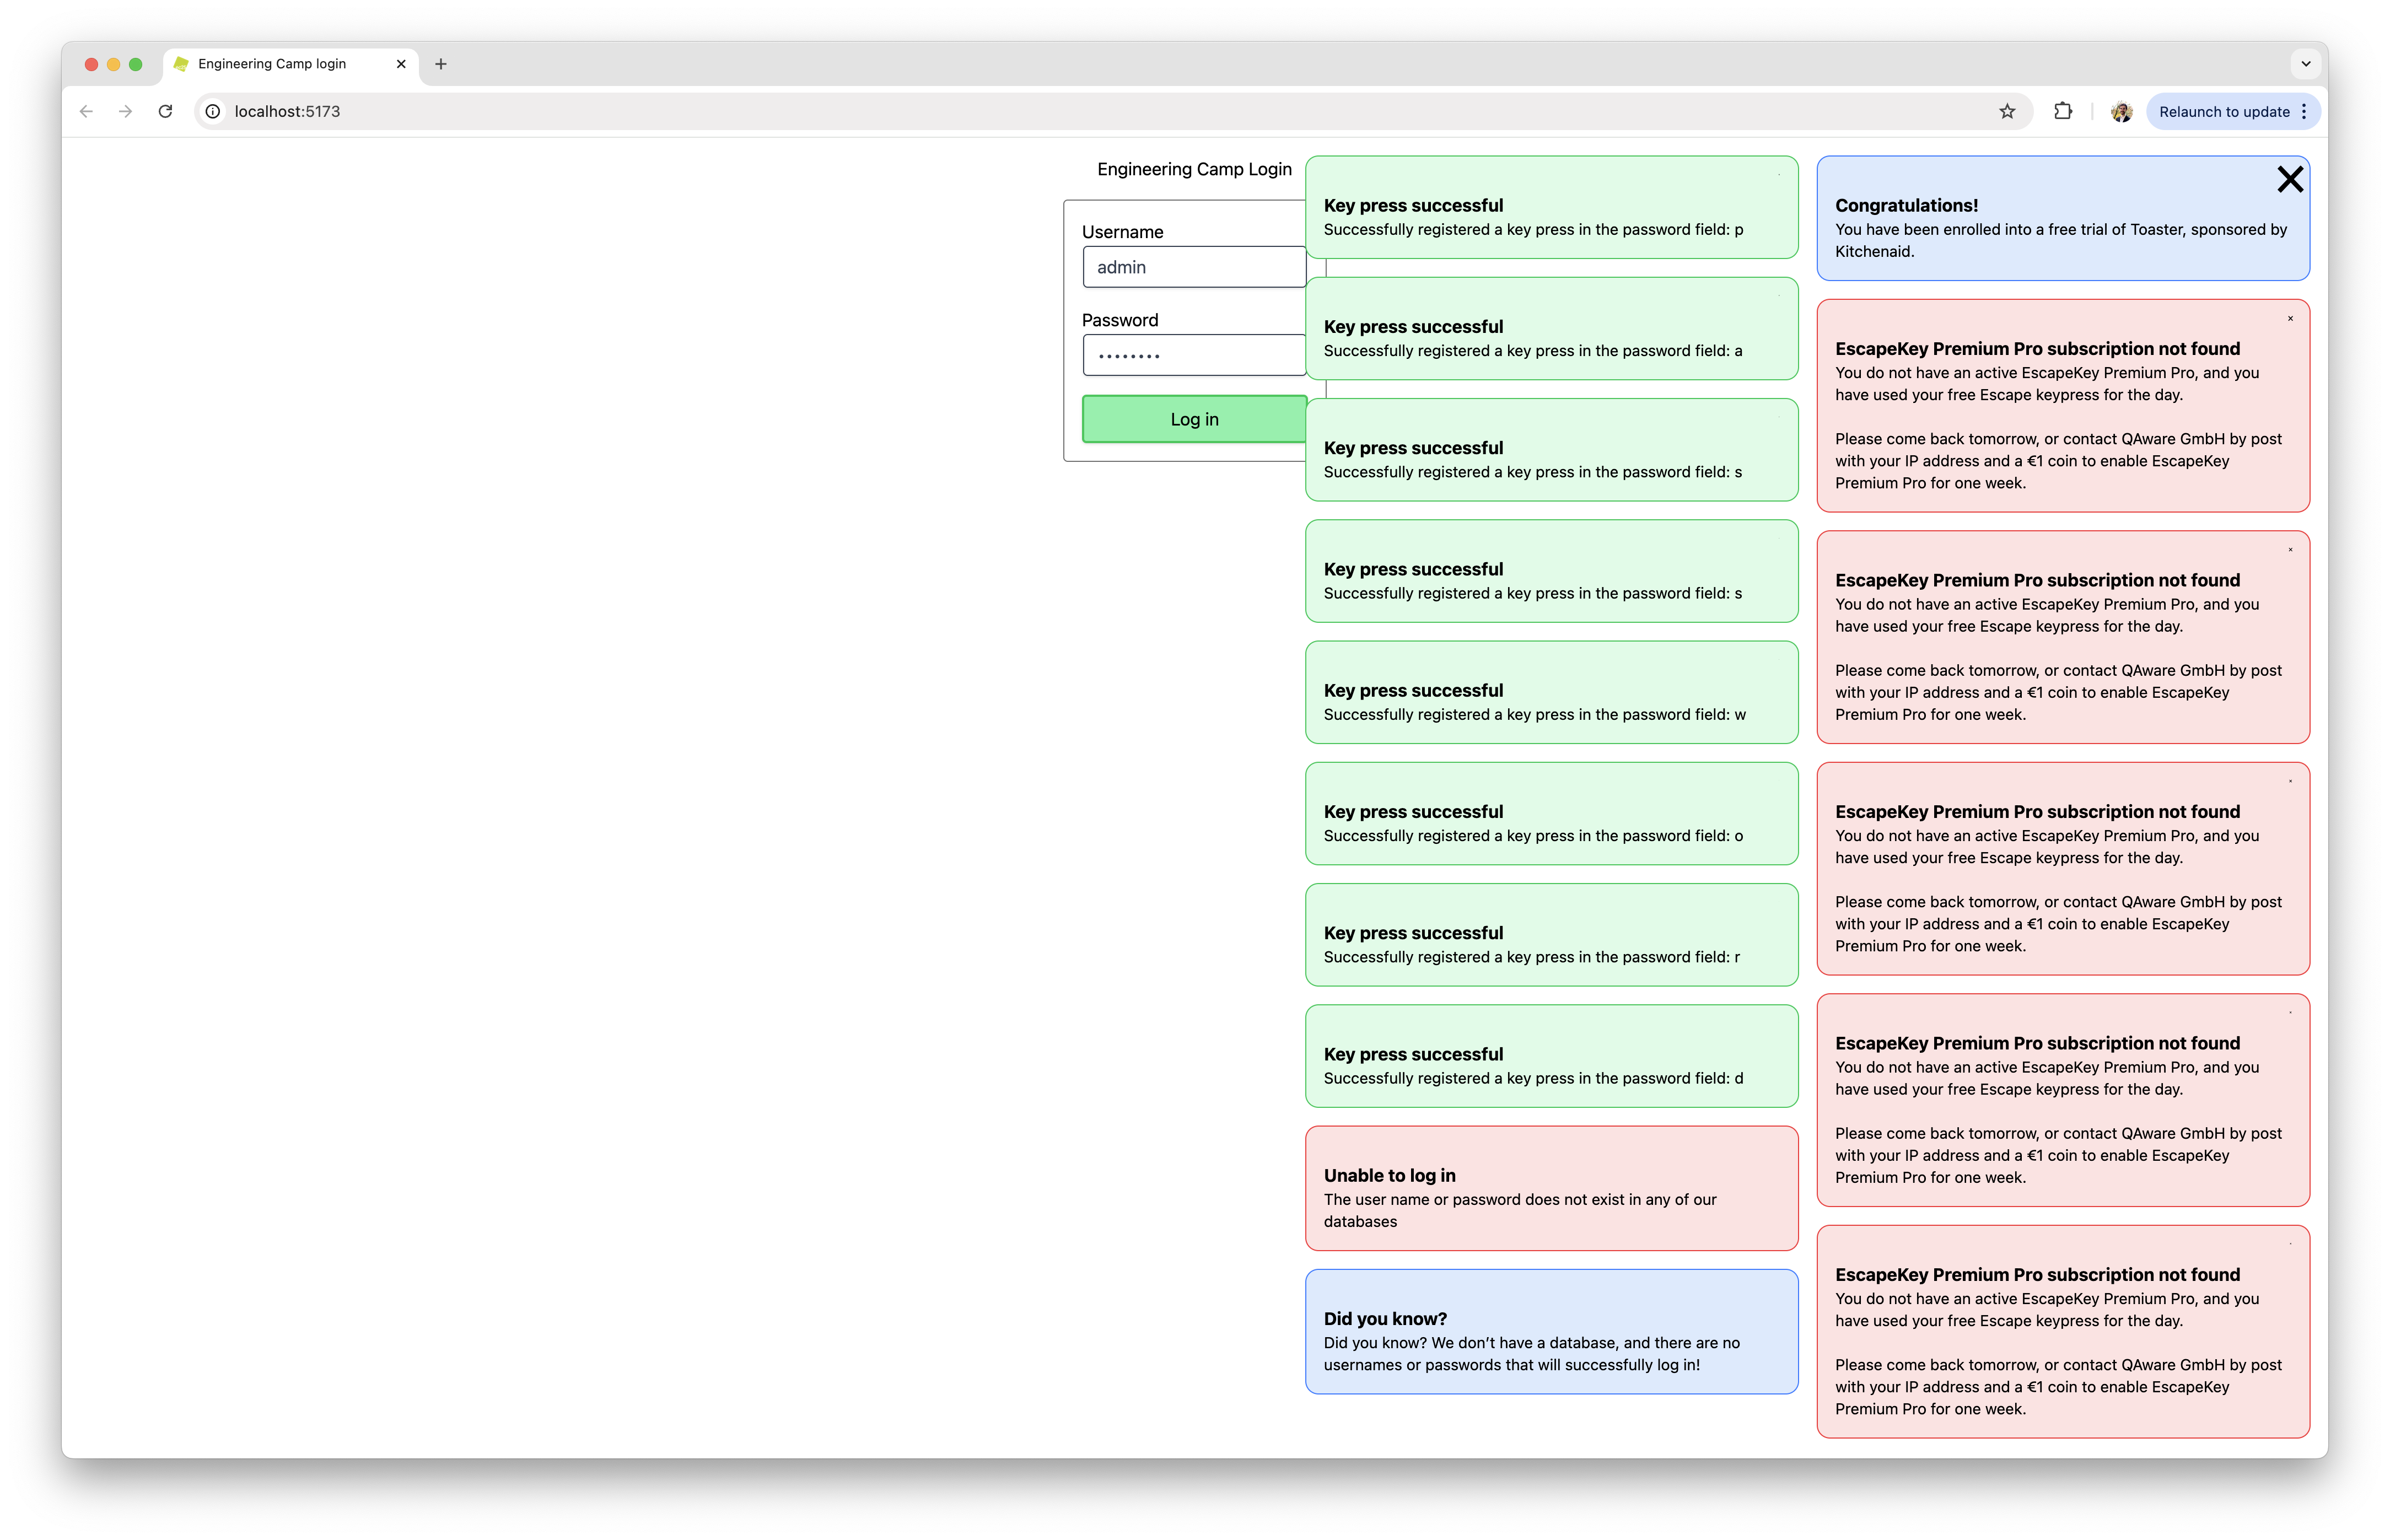 Engineering Camp login
localhost:5173
Relaunch to update
Engineering Camp Login
Username
admin
Password
••••••••
Log in
Key press successful
Successfully registered a key press in the password field: p
Key press successful
Successfully registered a key press in the password field: a
Key press successful
Successfully registered a key press in the password field: s
Key press successful
Successfully registered a key press in the password field: s
Key press successful
Successfully registered a key press in the password field: w
Key press successful
Successfully registered a key press in the password field: o
Key press successful
Successfully registered a key press in the password field: r
Key press successful
Successfully registered a key press in the password field: d
Unable to log in
The user name or password does not exist in any of our
databases
Did you know?
Did you know? We don’t have a database, and there are no
usernames or passwords that will successfully log in!
Congratulations!
You have been enrolled into a free trial of Toaster, sponsored by
Kitchenaid.
EscapeKey Premium Pro subscription not found
You do not have an active EscapeKey Premium Pro, and you
have used your free Escape keypress for the day.
Please come back tomorrow, or contact QAware GmbH by post
with your IP address and a €1 coin to enable EscapeKey
Premium Pro for one week.
EscapeKey Premium Pro subscription not found
You do not have an active EscapeKey Premium Pro, and you
have used your free Escape keypress for the day.
Please come back tomorrow, or contact QAware GmbH by post
with your IP address and a €1 coin to enable EscapeKey
Premium Pro for one week.
EscapeKey Premium Pro subscription not found
You do not have an active EscapeKey Premium Pro, and you
have used your free Escape keypress for the day.
Please come back tomorrow, or contact QAware GmbH by post
with your IP address and a €1 coin to enable EscapeKey
Premium Pro for one week.
EscapeKey Premium Pro subscription not found
You do not have an active EscapeKey Premium Pro, and you
have used your free Escape keypress for the day.
Please come back tomorrow, or contact QAware GmbH by post
with your IP address and a €1 coin to enable EscapeKey
Premium Pro for one week.
EscapeKey Premium Pro subscription not found
You do not have an active EscapeKey Premium Pro, and you
have used your free Escape keypress for the day.
Please come back tomorrow, or contact QAware GmbH by post
with your IP address and a €1 coin to enable EscapeKey
Premium Pro for one week.